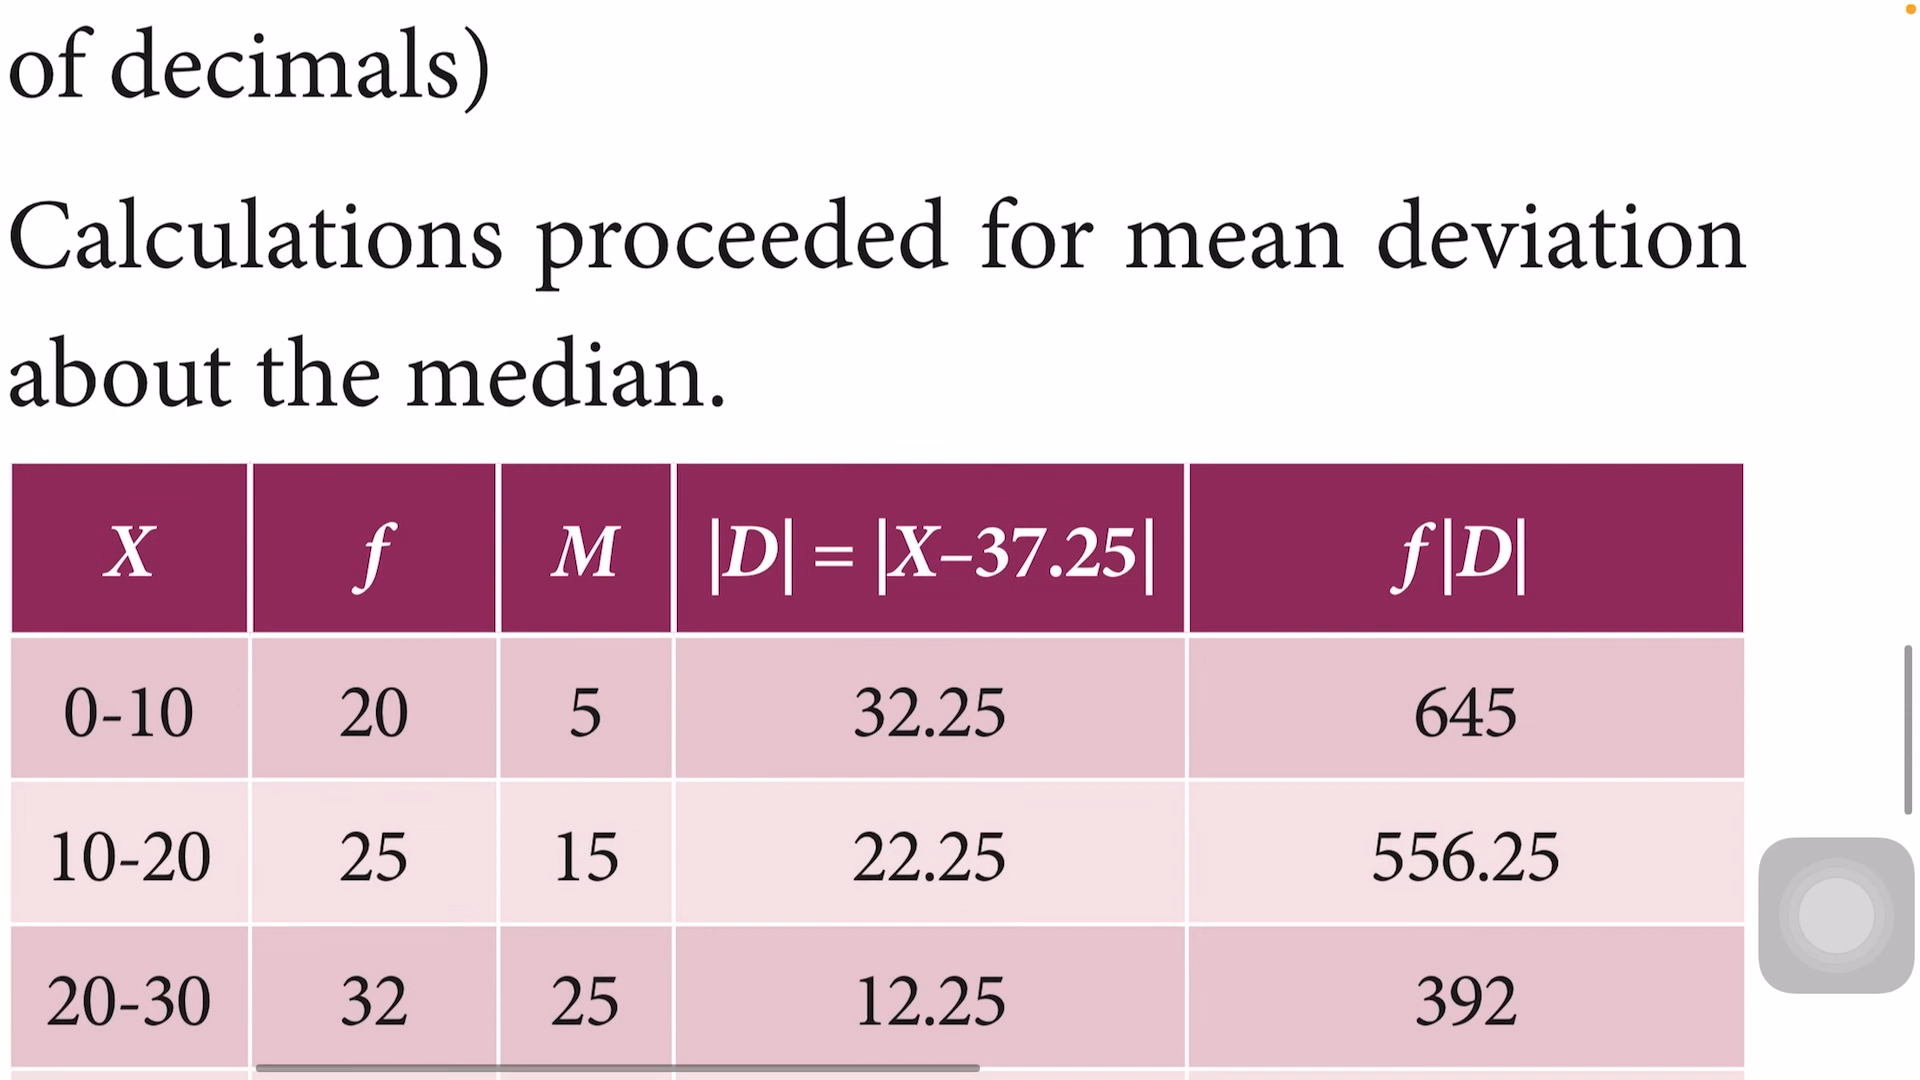 of decimals)
Calculations proceeded for mean deviation
about the median.
X f M |D| = |X–37.25| f|D|
0-10 20 5 32.25 645
10-20 25 15 22.25 556.25
20-30 32 25 12.25 392